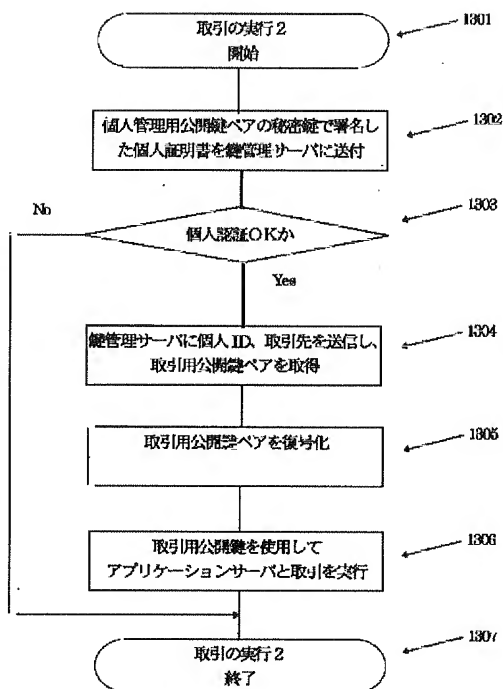 取引の実行2
開始
1301
個人管理用公開鍵ペアの秘密鍵で署名し
た個人証明書を鍵管理サーバに送付
1302
No
個人認証OKか
1303
Yes
鍵管理サーバに個人ID、取引先を送信し、
取引用公開鍵ペアを取得
1304
取引用公開鍵ペアを復号化
1305
取引用公開鍵を使用して
アプリケーションサーバと取引を実行
1306
取引の実行2
終了
1307